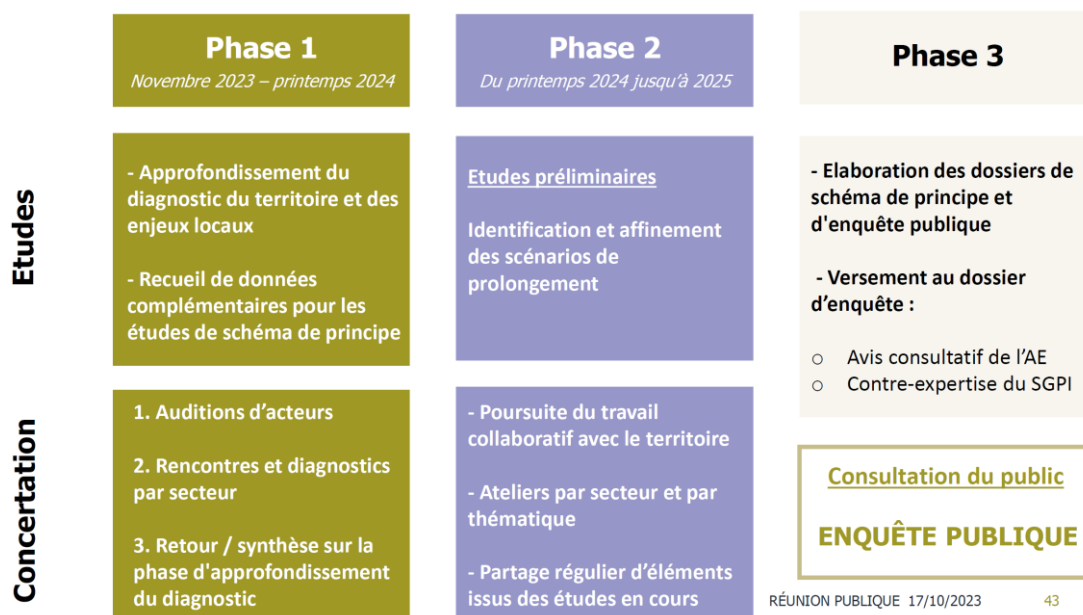 Phase 1
Novembre 2023 – printemps 2024
Phase 2
Du printemps 2024 jusqu'à 2025
Phase 3
Etudes
- Approfondissement du
diagnostic du territoire et des
enjeux locaux
- Recueil de données
complémentaires pour les
études de schéma de principe
Etudes préliminaires
Identification et affinement
des scénarios de
prolongement
- Elaboration des dossiers de
schéma de principe et
d'enquête publique
- Versement au dossier
d'enquête :
o Avis consultatif de l'AE
o Contre-expertise du SGPI
Concertation
1. Auditions d'acteurs
2. Rencontres et diagnostics
par secteur
3. Retour / synthèse sur la
phase d'approfondissement
du diagnostic
- Poursuite du travail
collaboratif avec le territoire
- Ateliers par secteur et par
thématique
- Partage régulier d'éléments
issus des études en cours
Consultation du public
ENQUÊTE PUBLIQUE
RÉUNION PUBLIQUE 17/10/2023 43